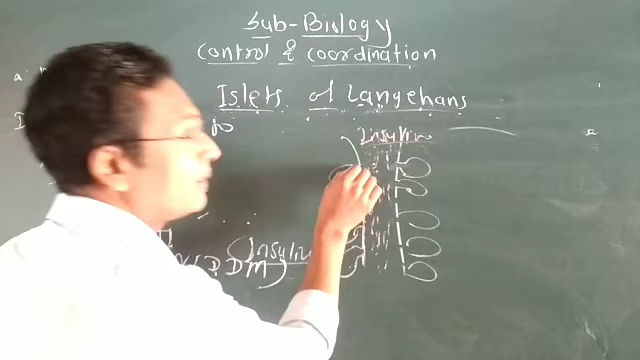 Sub-Biology
Control & coordination
Islets of Langehans
Insulin
Insulin
DM